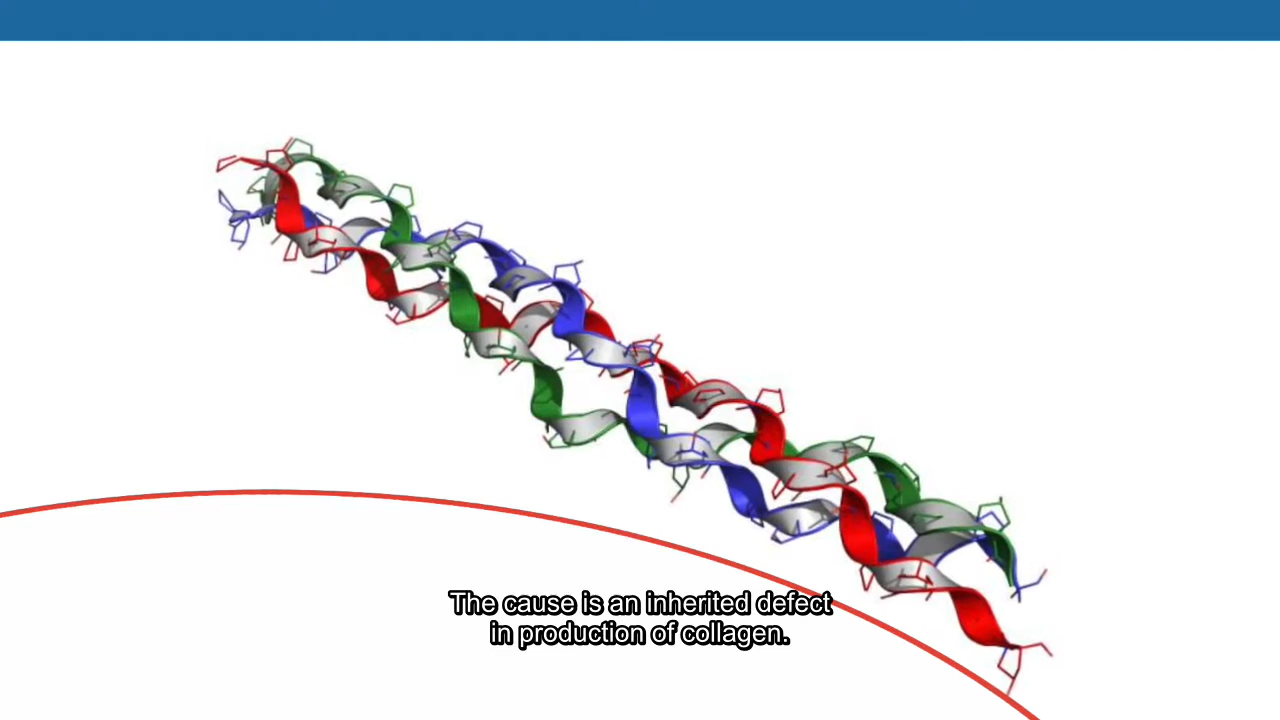 The cause is an inherited defect
in production of collagen.